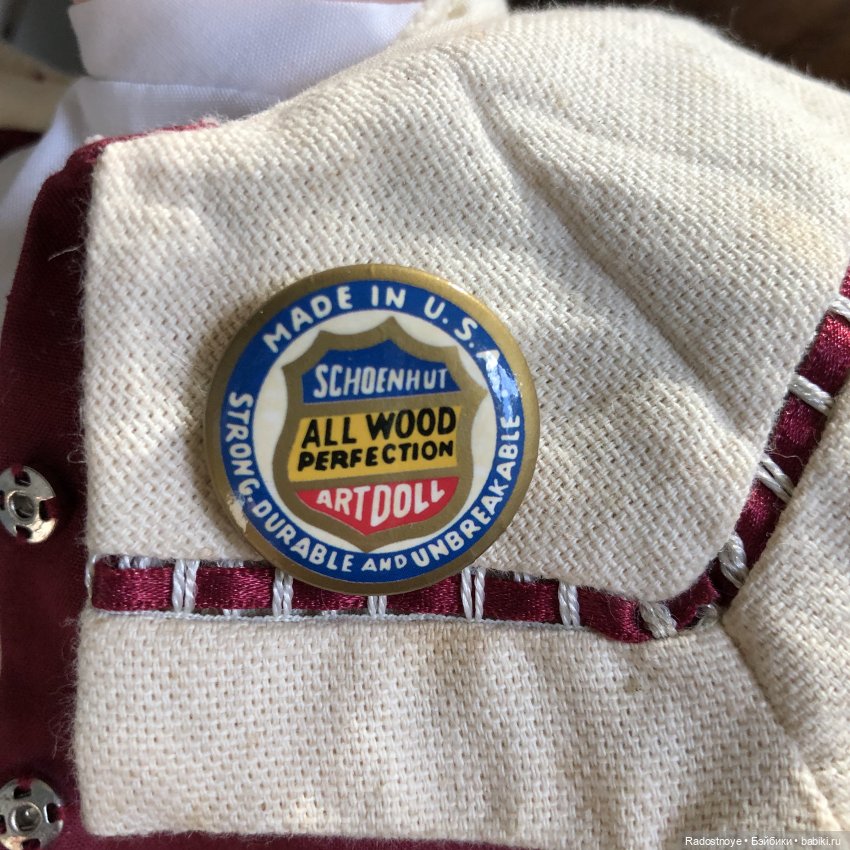 MADE IN U.S.A.
SCHOENHUT
ALL WOOD
PERFECTION
ART DOLL
STRONG·DURABLE AND UNBREAKABLE
Radostnoye • Бэйбики • babiki.ru